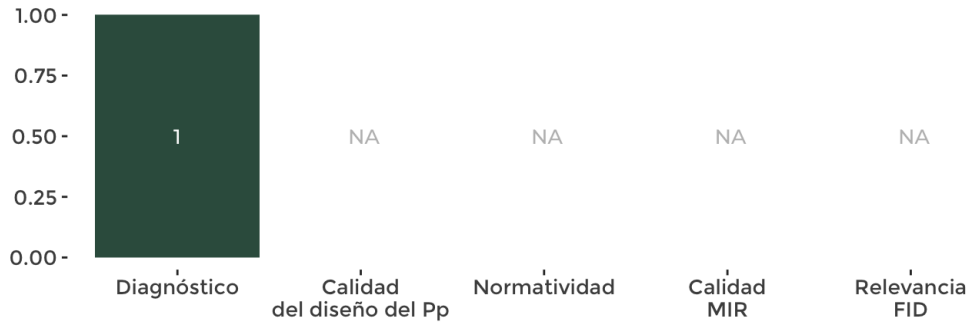 1.00
0.75
0.50
0.25
0.00
1
NA
NA
NA
NA
Diagnóstico
Calidad
del diseño del Pp
Normatividad
Calidad
MIR
Relevancia
FID